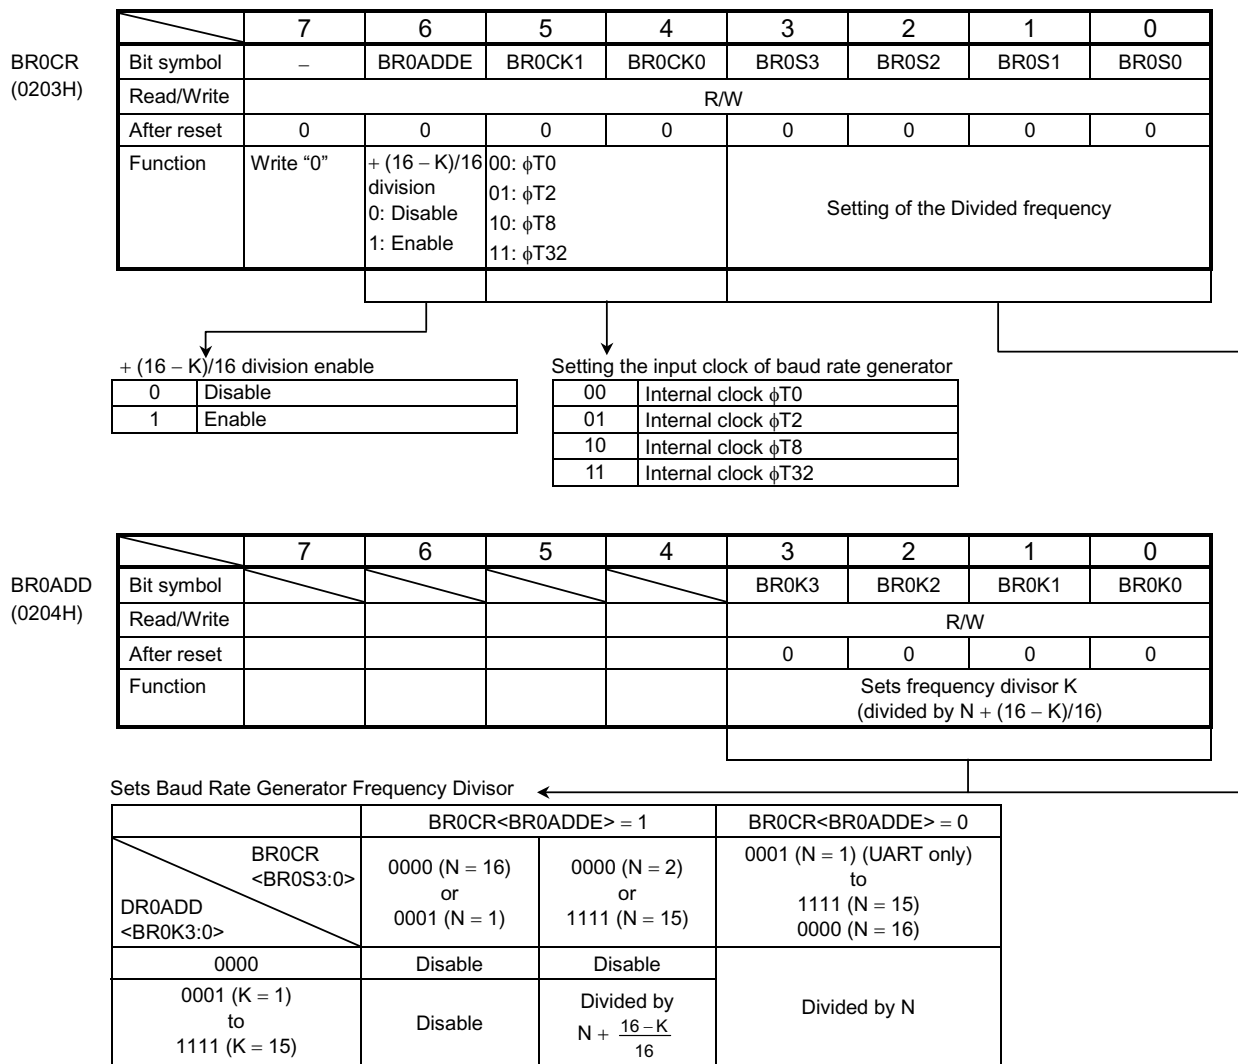 7 6 5 4 3 2 1 0
BR0CR
(0203H)
Bit symbol – BR0ADDE BR0CK1 BR0CK0 BR0S3 BR0S2 BR0S1 BR0S0
Read/Write R/W
After reset 0 0 0 0 0 0 0 0
Function Write “0” + (16 − K)/16 division 0: Disable 1: Enable
00: ϕT0
01: ϕT2
10: ϕT8
11: ϕT32
Setting of the Divided frequency
+ (16 − K)/16 division enable
0 Disable
1 Enable
Setting the input clock of baud rate generator
00 Internal clock ϕT0
01 Internal clock ϕT2
10 Internal clock ϕT8
11 Internal clock ϕT32
7 6 5 4 3 2 1 0
BR0ADD
(0204H)
Bit symbol BR0K3 BR0K2 BR0K1 BR0K0
Read/Write R/W
After reset 0 0 0 0
Function
Sets frequency divisor K
(divided by N + (16 − K)/16)
Sets Baud Rate Generator Frequency Divisor
BR0CR<BR0ADDE> = 1 BR0CR<BR0ADDE> = 0
BR0CR
<BR0S3:0>
DR0ADD
<BR0K3:0>
0000 (N = 16)
or
0001 (N = 1)
0000 (N = 2)
or
1111 (N = 15)
0001 (N = 1) (UART only)
to
1111 (N = 15)
0000 (N = 16)
0000 Disable Disable
0001 (K = 1)
to
1111 (K = 15)
Disable
Divided by
N + 16 − K
16
Divided by N